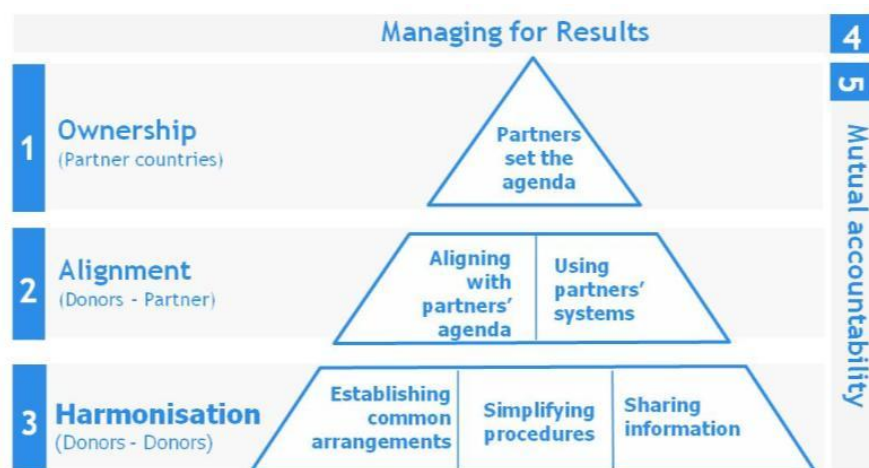 Managing for Results
4
5
Mutual accountability
1
Ownership
(Partner countries)
Partners
set the
agenda
2
Alignment
(Donors - Partner)
Aligning
with
partners'
agenda
Using
partners'
systems
3
Harmonisation
(Donors - Donors)
Establishing
common
arrangements
Simplifying
procedures
Sharing
information